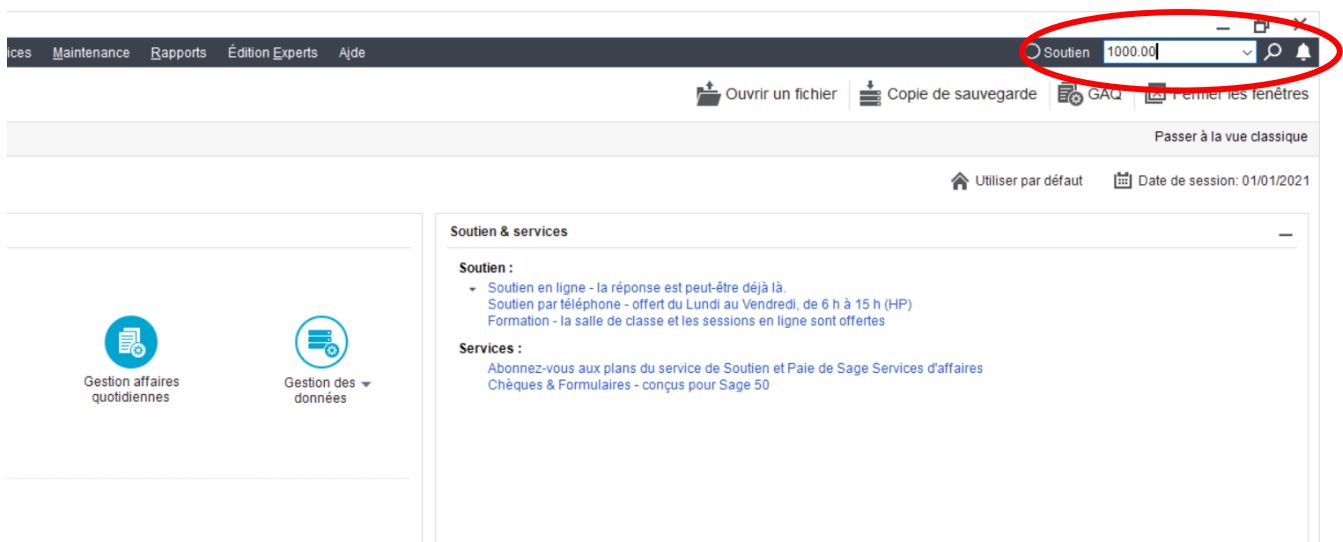 ices Maintenance Rapports Édition Experts Aide Soutien 1000.00
Ouvrir un fichier Copie de sauvegarde GAQ Fermer les fenêtres
Passer à la vue classique
Utiliser par défaut Date de session: 01/01/2021
Soutien & services
Soutien :
Soutien en ligne - la réponse est peut-être déjà là.
Soutien par téléphone - offert du Lundi au Vendredi, de 6 h à 15 h (HP)
Formation - la salle de classe et les sessions en ligne sont offertes
Services :
Abonnez-vous aux plans du service de Soutien et Paie de Sage Services d'affaires
Chèques & Formulaires - conçus pour Sage 50
Gestion affaires
quotidiennes
Gestion des
données